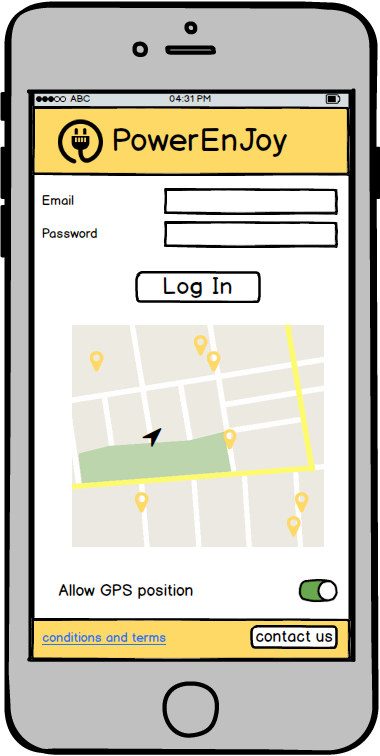 ABC 04:31 PM
PowerEnJoy
Email
Password
Log In
Allow GPS position
conditions and terms contact us